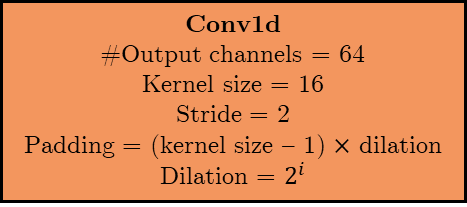 Conv1d
#Output channels = 64
Kernel size = 16
Stride = 2
Padding = (kernel size – 1) × dilation
Dilation = 2^i